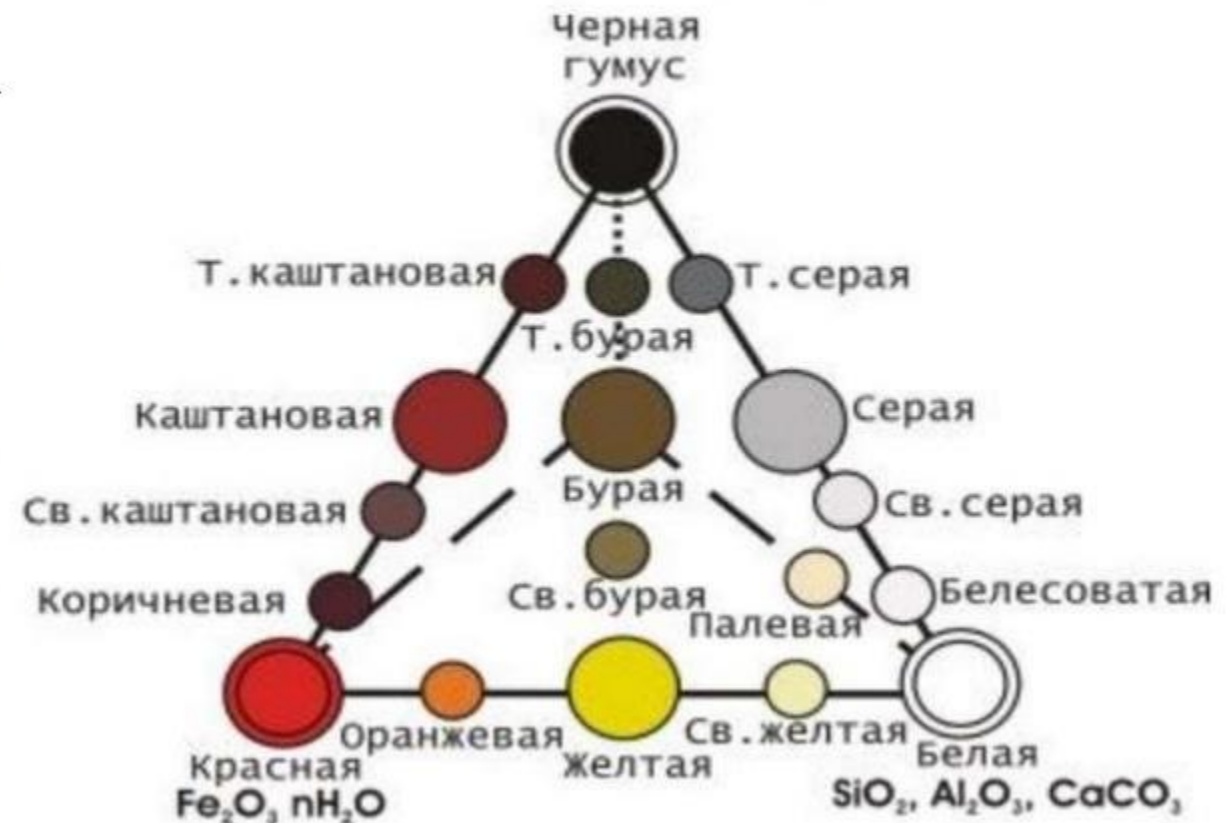 Черная
гумус
Т.каштановая
Т.серая
Т.бурая
Каштановая
Серая
Бурая
Св.каштановая
Св.серая
Св.бурая
Коричневая
Белесоватая
Палевая
Оранжевая
Св.желтая
Желтая
Белая
Красная
Fe₂O₃ nH₂O
SiO₂, Al₂O₃, CaCO₃